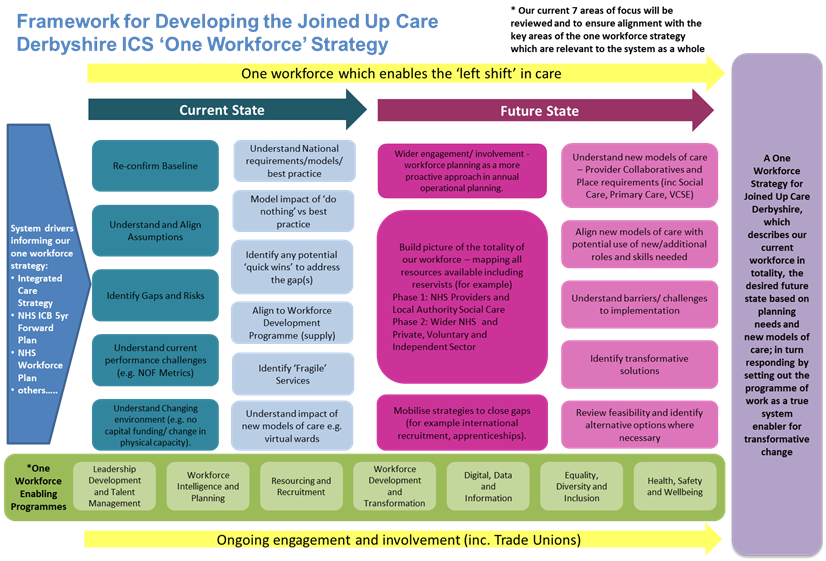 Framework for Developing the Joined Up Care
Derbyshire ICS ‘One Workforce’ Strategy
* Our current 7 areas of focus will be
reviewed and to ensure alignment with the
key areas of the one workforce strategy
which are relevant to the system as a whole
One workforce which enables the ‘left shift’ in care
Current State
Future State
System drivers
informing our
one workforce
strategy:
• Integrated
Care
Strategy
• NHS ICB 5yr
Forward
Plan
• NHS
Workforce
Plan
• others…..
Re-confirm Baseline
Understand and Align
Assumptions
Identify Gaps and Risks
Understand current
performance challenges
(e.g. NOF Metrics)
Understand Changing
environment (e.g. no
capital funding/ change in
physical capacity).
Understand National
requirements/models/
best practice
Model impact of ‘do
nothing’ vs best
practice
Identify any potential
‘quick wins’ to address
the gap(s)
Align to Workforce
Development
Programme (supply)
Identify ‘Fragile’
Services
Understand impact of
new models of care e.g.
virtual wards
Wider engagement/ involvement -
workforce planning as a more
proactive approach in annual
operational planning.
Build picture of the totality of
our workforce – mapping all
resources available including
reservists (for example)
Phase 1: NHS Providers and
Local Authority Social Care
Phase 2: Wider NHS and
Private, Voluntary and
Independent Sector
Mobilise strategies to close gaps
(for example international
recruitment, apprenticeships).
Understand new models of care
– Provider Collaboratives and
Place requirements (inc Social
Care, Primary Care, VCSE)
Align new models of care with
potential use of new/additional
roles and skills needed
Understand barriers/ challenges
to implementation
Identify transformative
solutions
Review feasibility and identify
alternative options where
necessary
A One
Workforce
Strategy for
Joined Up Care
Derbyshire,
which
describes our
current
workforce in
totality, the
desired future
state based on
planning
needs and
new models of
care; in turn
responding by
setting out the
programme of
work as a true
system
enabler for
transformative
change
*One
Workforce
Enabling
Programmes
Leadership
Development
and Talent
Management
Workforce
Intelligence and
Planning
Resourcing and
Recruitment
Workforce
Development
and
Transformation
Digital, Data
and
Information
Equality,
Diversity and
Inclusion
Health, Safety
and Wellbeing
Ongoing engagement and involvement (inc. Trade Unions)